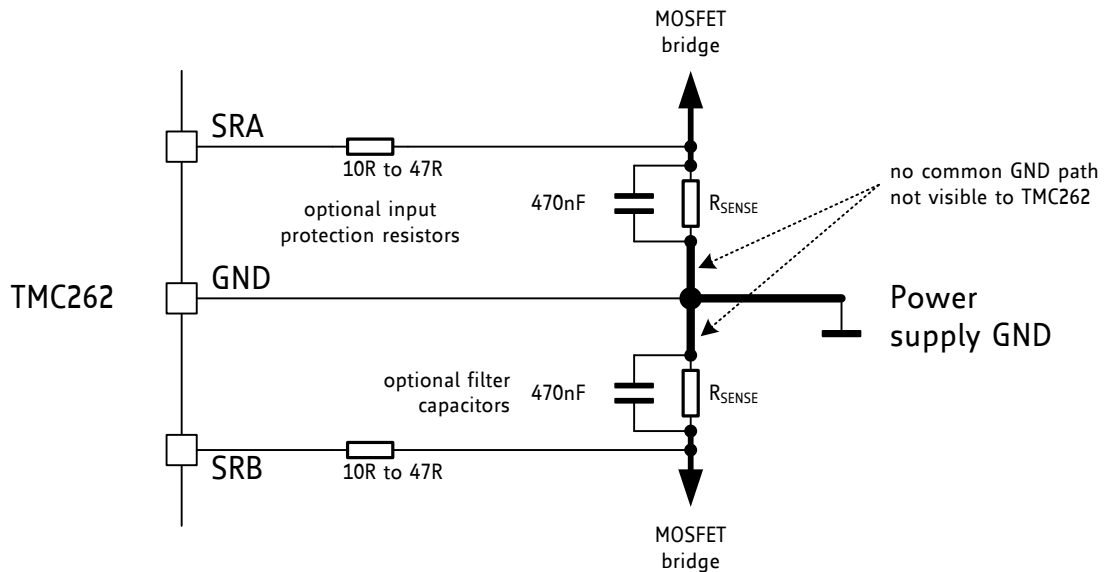 MOSFET
bridge
SRA
10R to 47R
optional input
protection resistors
470nF
RSENSE
no common GND path
not visible to TMC262
TMC262
GND
Power
supply GND
optional filter
capacitors
470nF
RSENSE
SRB
10R to 47R
MOSFET
bridge